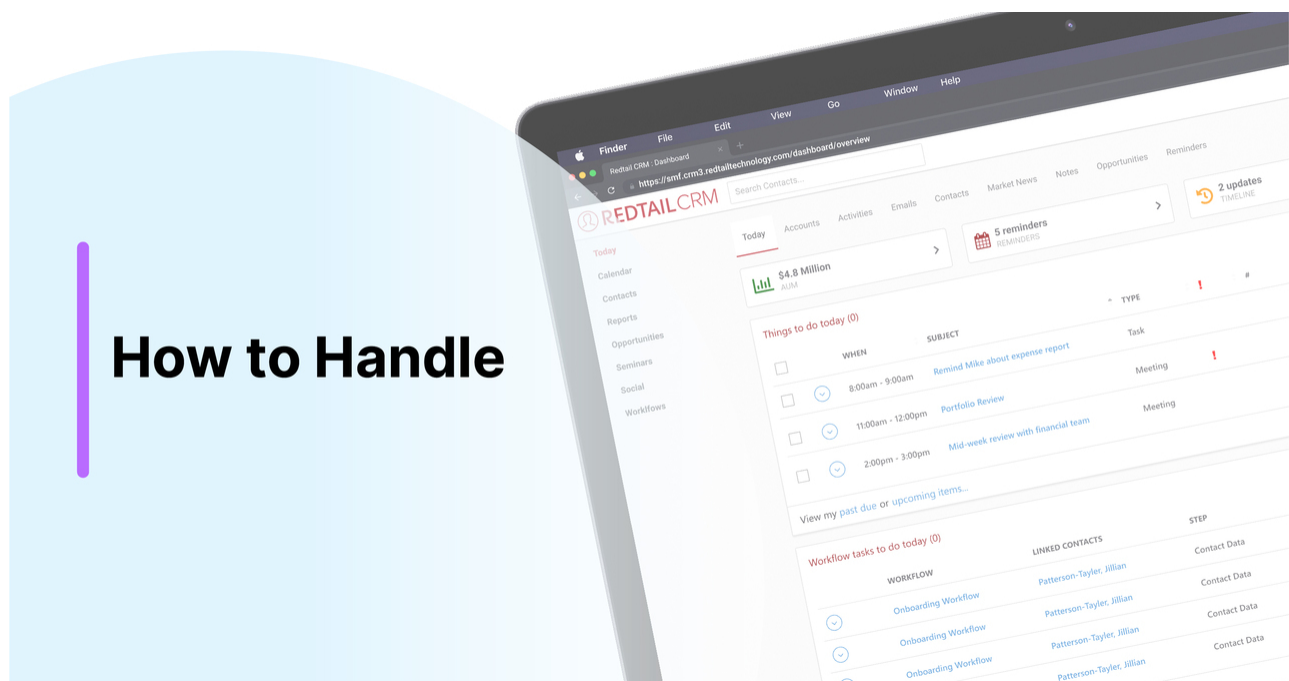 How to Handle
Finder File Edit View Go Window Help
Redtail CRM : Dashboard
https://smf.crm3.redtailtechnology.com/dashboard/overview
REDTAILCRM
Search Contacts...
Today
Calendar
Contacts
Reports
Opportunities
Seminars
Social
Workflows
Today Accounts Activities Emails Contacts Market News Notes Opportunities Reminders
$4.8 Million
AUM
5 reminders
REMINDERS
2 updates
TIMELINE
Things to do today (0)
WHEN SUBJECT TYPE ! #
8:00am - 9:00am Remind Mike about expense report Task
11:00am - 12:00pm Portfolio Review Meeting !
2:00pm - 3:00pm Mid-week review with financial team Meeting
View my past due or upcoming items...
Workflow tasks to do today (0)
WORKFLOW LINKED CONTACTS STEP
Onboarding Workflow Patterson-Tayler, Jillian Contact Data
Onboarding Workflow Patterson-Tayler, Jillian Contact Data
Onboarding Workflow Patterson-Tayler, Jillian Contact Data
Patterson-Tayler, Jillian Contact Data